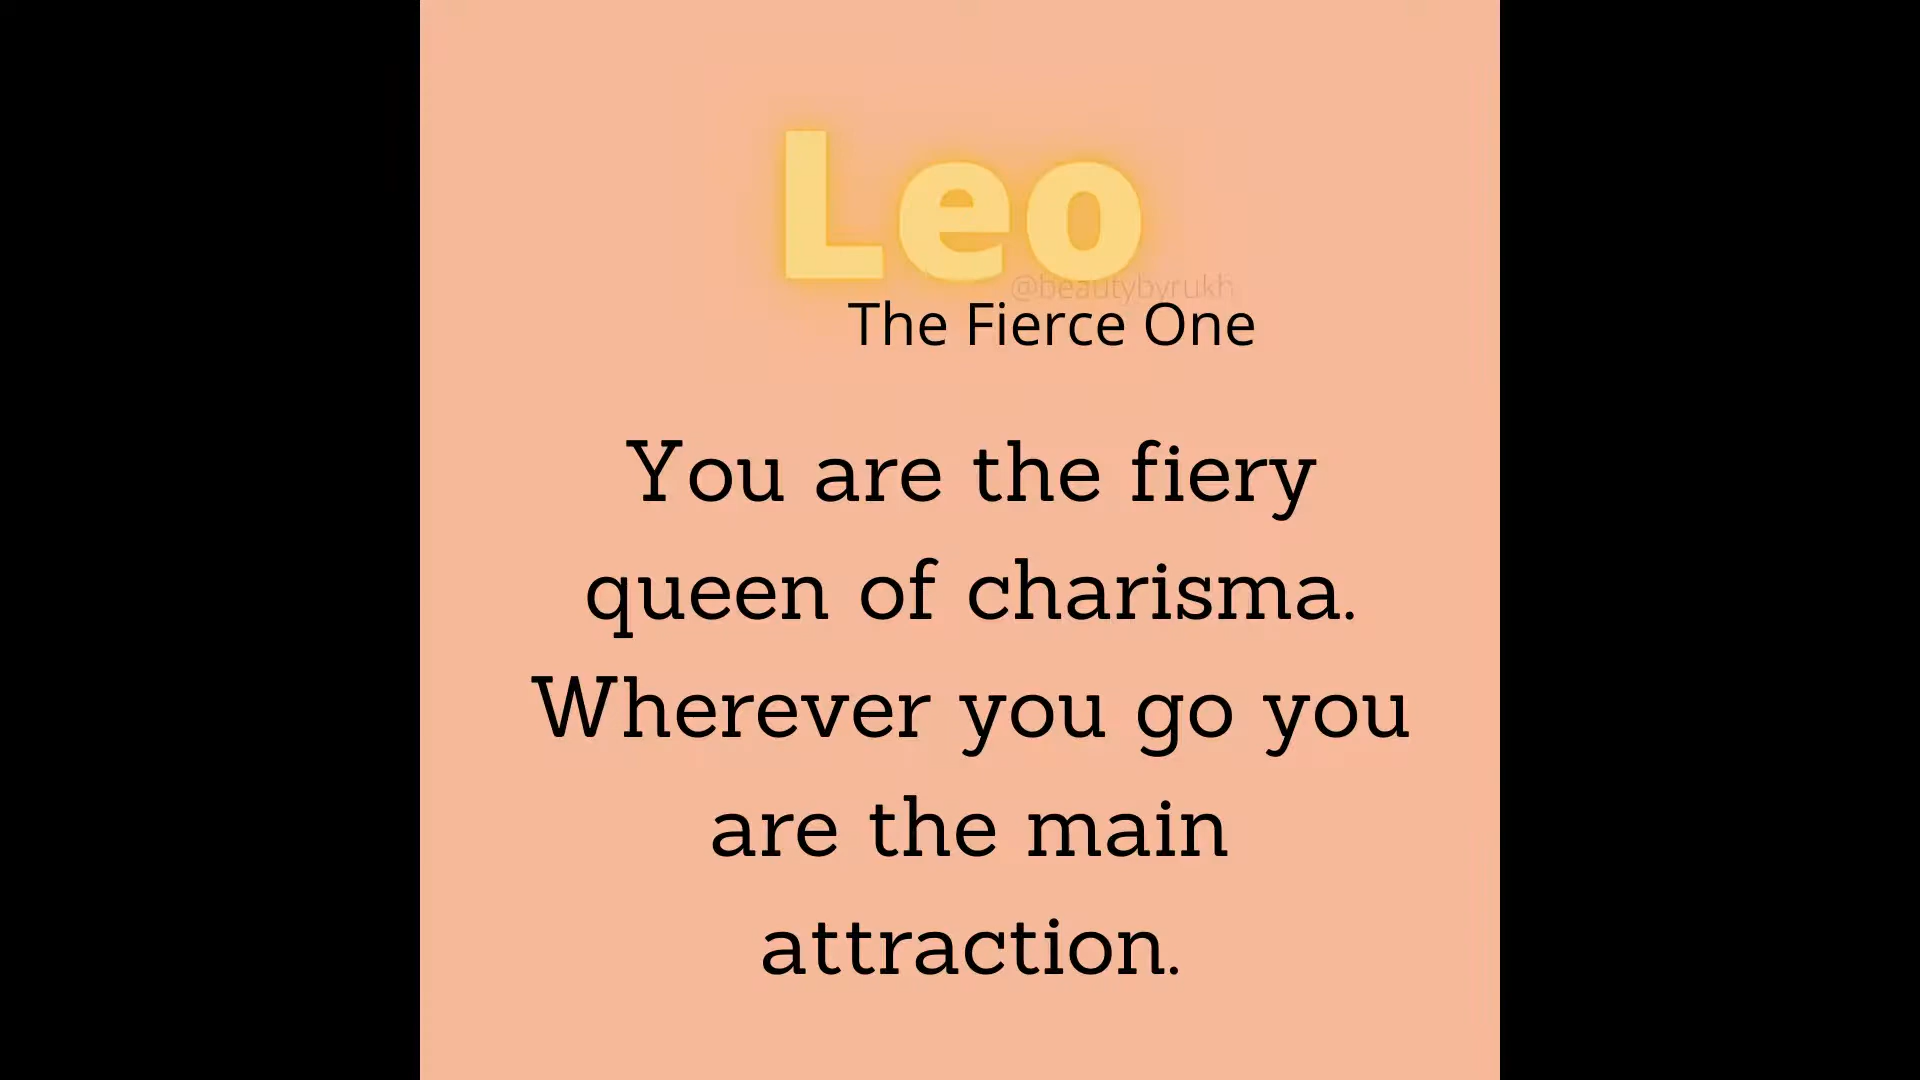 Leo
@beautybyrukh
The Fierce One
You are the fiery
queen of charisma.
Wherever you go you
are the main
attraction.